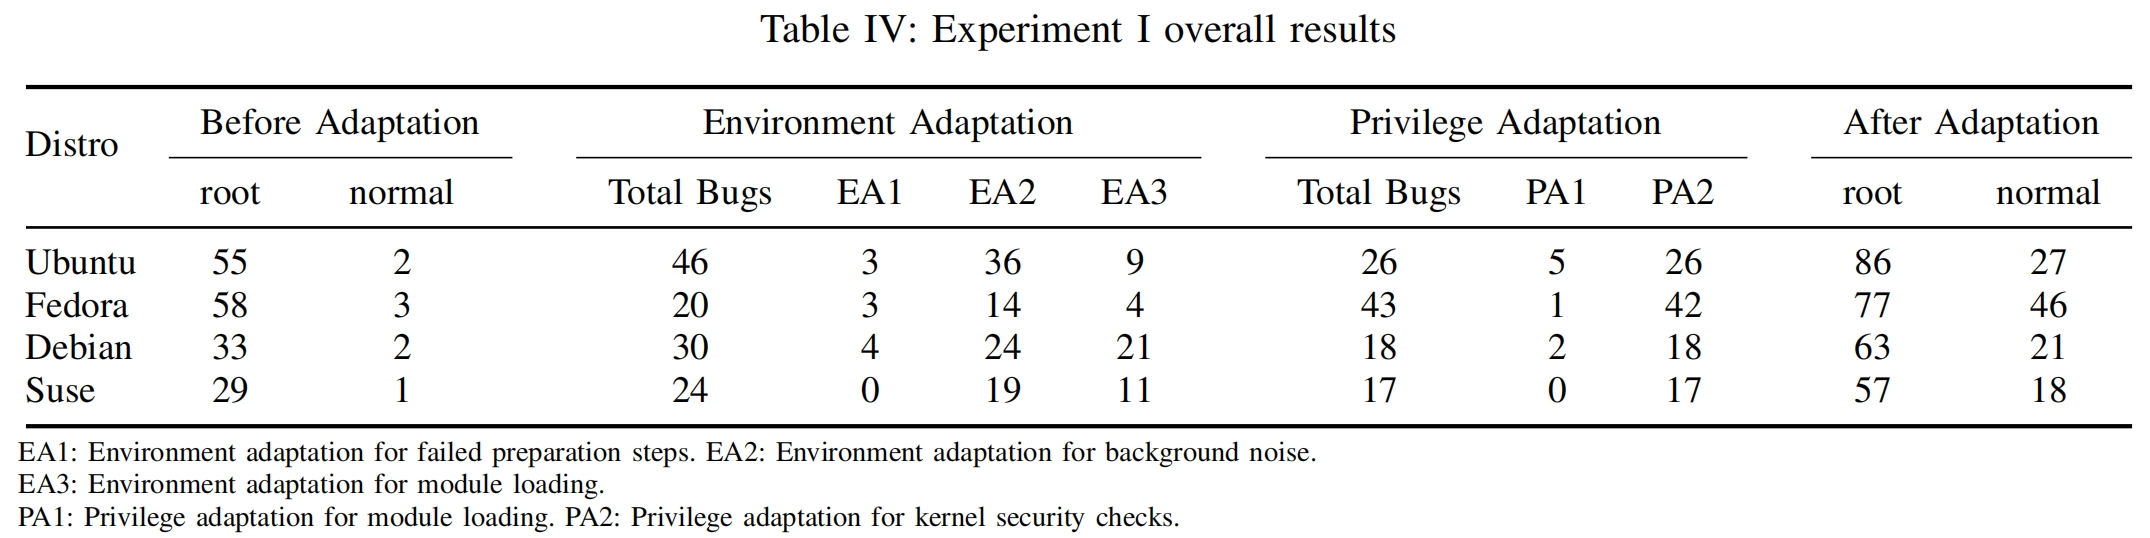 Table IV: Experiment I overall results
Distro Before Adaptation Environment Adaptation Privilege Adaptation After Adaptation
root normal Total Bugs EA1 EA2 EA3 Total Bugs PA1 PA2 root normal
Ubuntu 55 2 46 3 36 9 26 5 26 86 27
Fedora 58 3 20 3 14 4 43 1 42 77 46
Debian 33 2 30 4 24 21 18 2 18 63 21
Suse 29 1 24 0 19 11 17 0 17 57 18
EA1: Environment adaptation for failed preparation steps. EA2: Environment adaptation for background noise.
EA3: Environment adaptation for module loading.
PA1: Privilege adaptation for module loading. PA2: Privilege adaptation for kernel security checks.